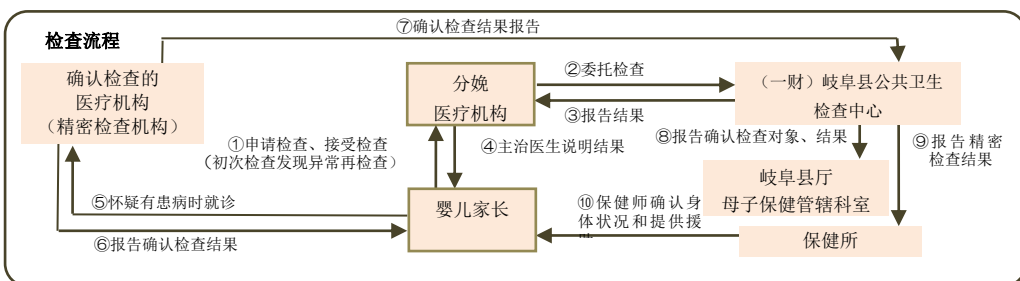 ⑦确认检查结果报告
检查流程
确认检查的
医疗机构
（精密检查机构）
分娩
医疗机构
②委托检查
③报告结果
（一财）岐阜县公共卫生
检查中心
①申请检查、接受检查
（初次检查发现异常再检查）
④主治医生说明结果
⑧报告确认检查对象、结果
⑨报告精密
检查结果
岐阜县厅
母子保健管辖科室
⑤怀疑有患病时就诊
婴儿家长
⑩保健师确认身
体状况和提供援
⑥报告确认检查结果
保健所